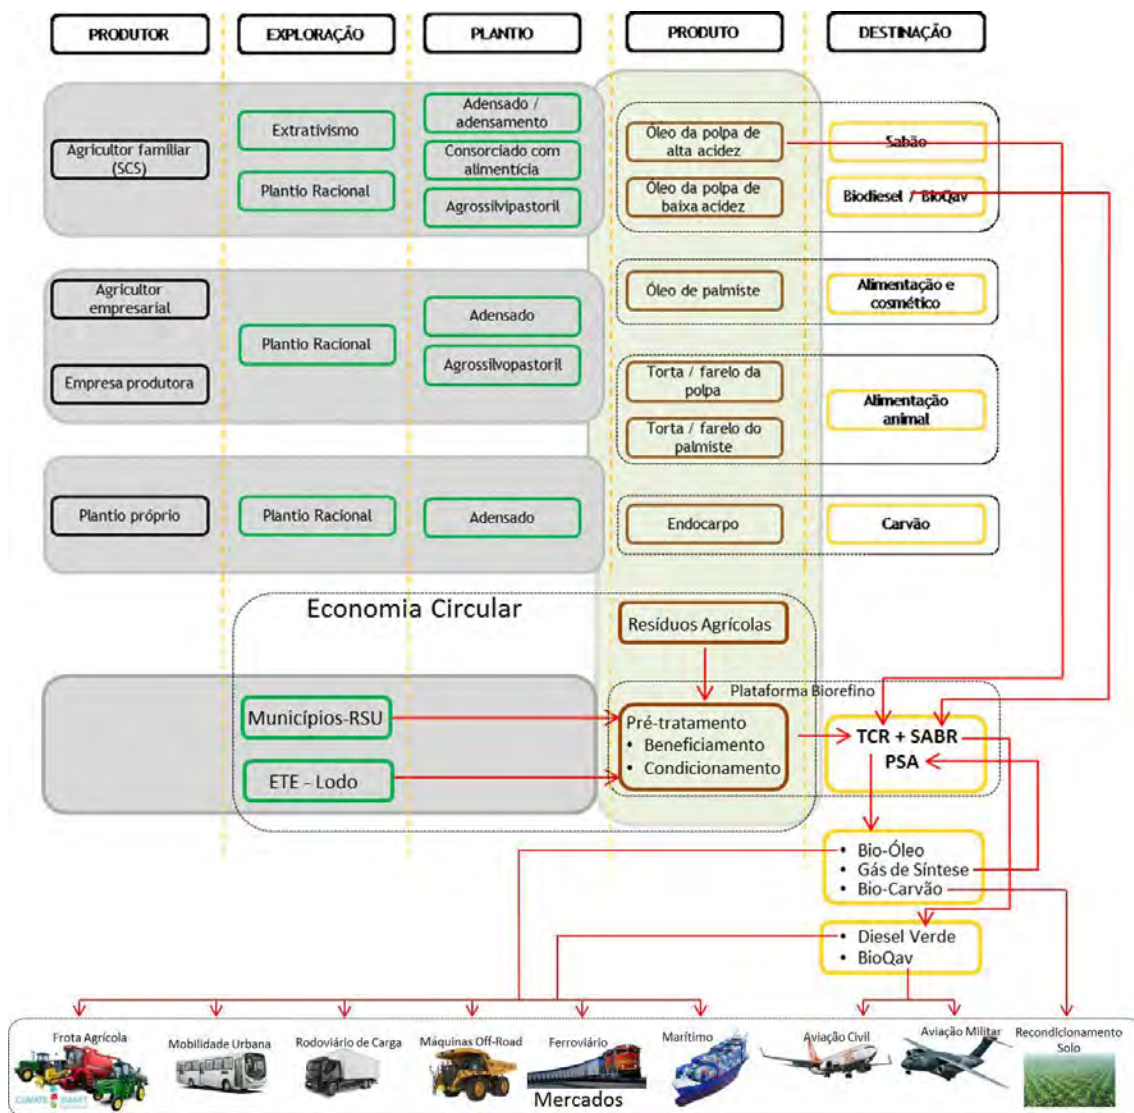 PRODUTOR
EXPLORAÇÃO
PLANTIO
PRODUTO
DESTINAÇÃO
Agricultor familiar
(SCS)
Extrativismo
Plantio Racional
Adensado /
adensamento
Consorciado com
alimentícia
Agrossilvipastoril
Óleo da polpa de
alta acidez
Óleo da polpa de
baixa acidez
Sabão
Biodiesel / BioQav
Agricultor
empresarial
Empresa produtora
Plantio Racional
Adensado
Agrossilvopastoril
Óleo de palmiste
Alimentação e
cosmético
Torta / farelo da
polpa
Torta / farelo do
palmiste
Alimentação
animal
Plantio próprio
Plantio Racional
Adensado
Endocarpo
Carvão
Economia Circular
Resíduos Agrícolas
Plataforma Biorefino
Municípios-RSU
ETE - Lodo
Pré-tratamento
• Beneficiamento
• Condicionamento
TCR + SABR
PSA
• Bio-Óleo
• Gás de Síntese
• Bio-Carvão
• Diesel Verde
• BioQav
Frota Agrícola
Mobilidade Urbana
Rodoviário de Carga
Máquinas Off-Road
Ferroviário
Marítimo
Aviação Civil
Aviação Militar
Recondicionamento
Solo
CLIMATE SMART
Mercados